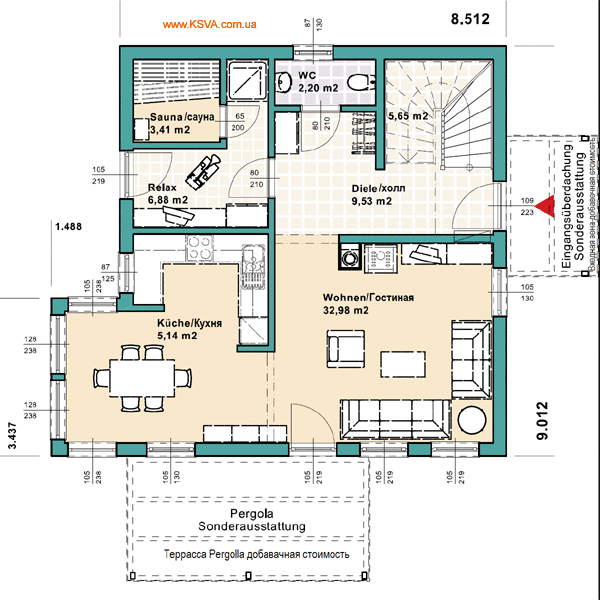 www.KSVA.com.ua
8.512
87
130
WC
2,20 m2
Sauna/сауна
3,41 m2
65
200
80
210
5,65 m2
105
219
Relax
6,88 m2
80
210
Diele/холл
9,53 m2
109
223
Eingangsüberdachung
Sonderausstattung
Входная зона добавочная стоимость
1.488
87
125
105
238
Wohnen/Гостиная
32,98 m2
105
130
Küche/Кухня
5,14 m2
128
238
128
238
3.437
9.012
105
238
105
130
105
219
105
219
105
219
Pergola
Sonderausstattung
Террасса Pergolla добавачная стоимость